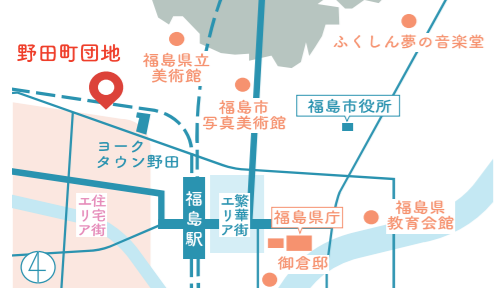 野田町団地
福島県立
美術館
ふくしん夢の音楽堂
福島市
写真美術館
福島市役所
ヨーク
タウン野田
住宅街
エリア
福島駅
繁華街
エリア
福島県庁
福島県
教育会館
御倉邸